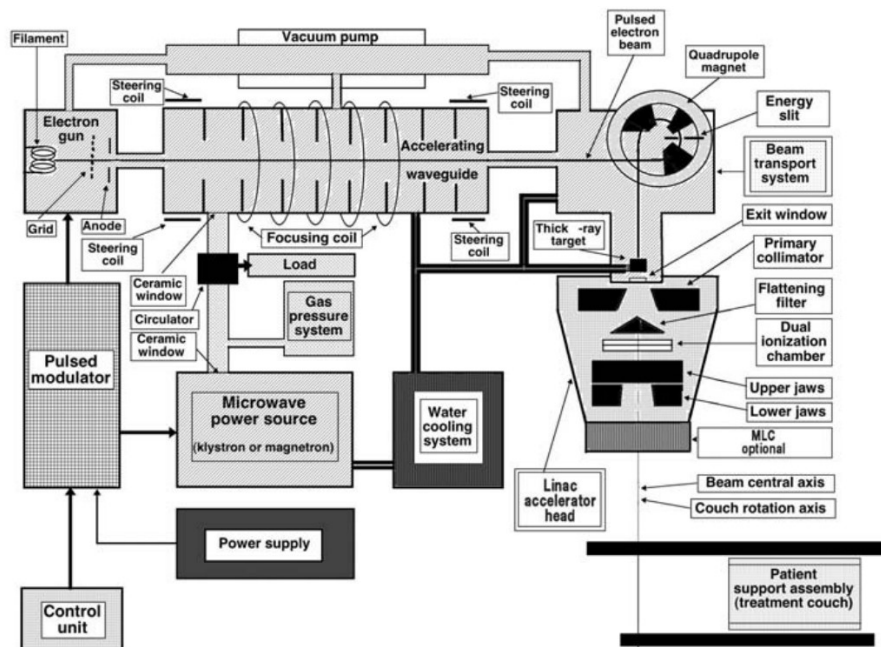 Filament
Vacuum pump
Pulsed
electron
beam
Quadrupole
magnet
Steering
coil
Steering
coil
Energy
slit
Electron
gun
Accelerating
waveguide
Beam
transport
system
Grid
Anode
Steering
coil
Focusing coil
Steering
coil
Thick -ray
target
Exit window
Primary
collimator
Ceramic
window
Load
Circulator
Gas
pressure
system
Flattening
filter
Ceramic
window
Dual
ionization
chamber
Pulsed
modulator
Microwave
power source
(klystron or magnetron)
Water
cooling
system
Upper jaws
Lower jaws
MLC
optional
Linac
accelerator
head
Beam central axis
Couch rotation axis
Power supply
Control
unit
Patient
support assembly
(treatment couch)